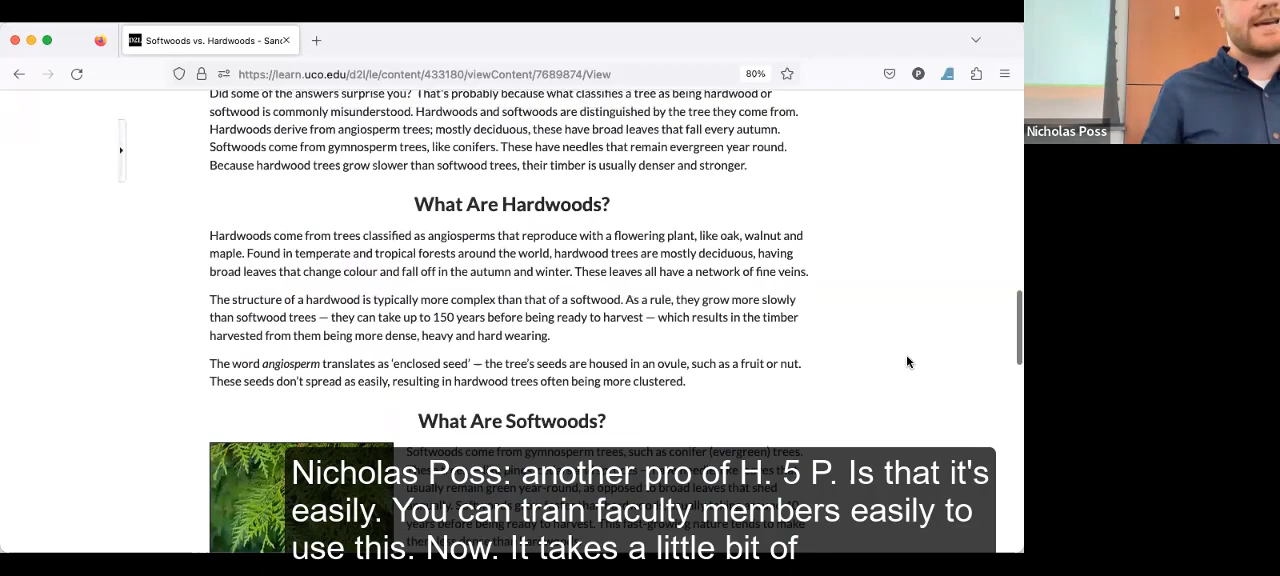 Softwoods vs. Hardwoods - San
https://learn.uco.edu/d2l/le/content/433180/viewContent/7689874/View
80%
Did some of the answers surprise you? That's probably because what classifies a tree as being hardwood or
softwood is commonly misunderstood. Hardwoods and softwoods are distinguished by the tree they come from.
Hardwoods derive from angiosperm trees; mostly deciduous, these have broad leaves that fall every autumn.
Softwoods come from gymnosperm trees, like conifers. These have needles that remain evergreen year round.
Because hardwood trees grow slower than softwood trees, their timber is usually denser and stronger.
What Are Hardwoods?
Hardwoods come from trees classified as angiosperms that reproduce with a flowering plant, like oak, walnut and
maple. Found in temperate and tropical forests around the world, hardwood trees are mostly deciduous, having
broad leaves that change colour and fall off in the autumn and winter. These leaves all have a network of fine veins.
The structure of a hardwood is typically more complex than that of a softwood. As a rule, they grow more slowly
than softwood trees — they can take up to 150 years before being ready to harvest — which results in the timber
harvested from them being more dense, heavy and hard wearing.
The word angiosperm translates as 'enclosed seed' — the tree's seeds are housed in an ovule, such as a fruit or nut.
These seeds don't spread as easily, resulting in hardwood trees often being more clustered.
What Are Softwoods?
Softwoods come from gymnosperm trees, such as conifer (evergreen) trees.
Nicholas Poss: another pro of H. 5 P. Is that it's
easily. You can train faculty members easily to
use this. Now. It takes a little bit of
Nicholas Poss